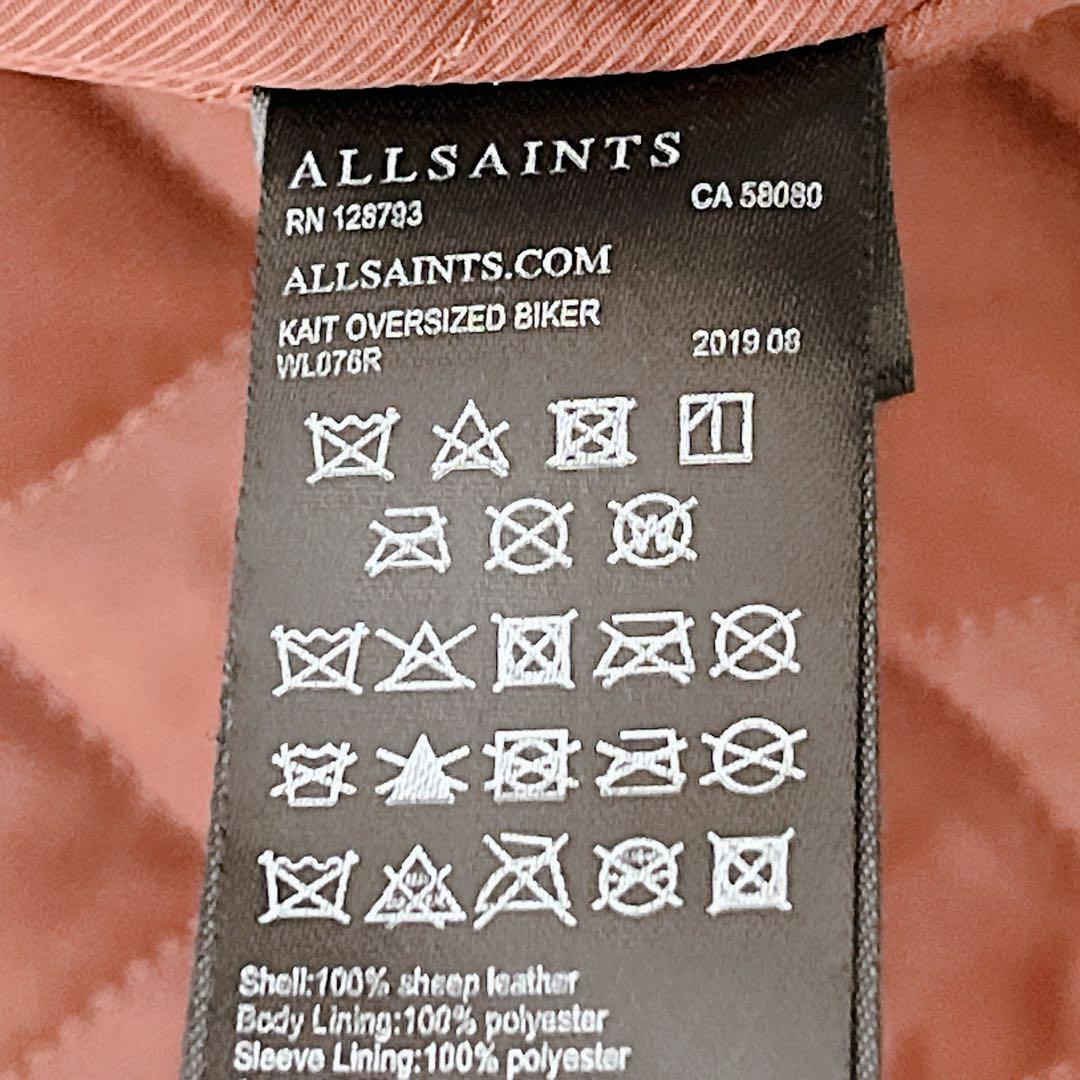 ALLSAINTS
RN 128793 CA 58080
ALLSAINTS.COM
KAIT OVERSIZED BIKER
WL076R 2019 08
W
Shell:100% sheep leather
Body Lining:100% polyester
Sleeve Lining:100% polyester